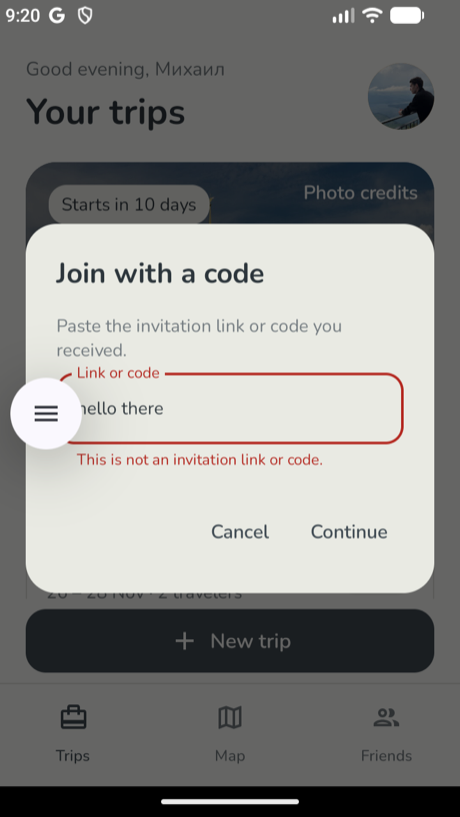 9:20
Good evening, Михаил
Your trips
Starts in 10 days
Photo credits
Join with a code
Paste the invitation link or code you
received.
Link or code
hello there
This is not an invitation link or code.
Cancel
Continue
20 – 28 Nov · 2 travelers
New trip
Trips
Map
Friends